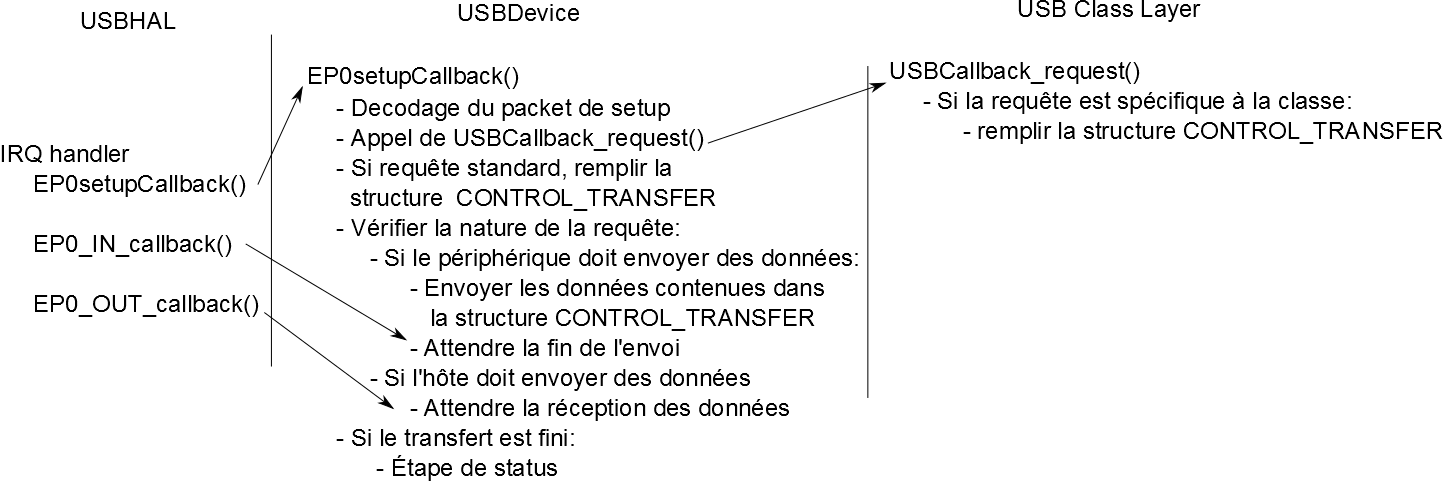 USBHAL
IRQ handler
EP0setupCallback()
EP0_IN_callback()
EP0_OUT_callback()
USBDevice
EP0setupCallback()
- Decodage du packet de setup
- Appel de USBCallback_request()
- Si requête standard, remplir la
structure CONTROL_TRANSFER
- Vérifier la nature de la requête:
- Si le périphérique doit envoyer des données:
- Envoyer les données contenues dans
la structure CONTROL_TRANSFER
- Attendre la fin de l'envoi
- Si l'hôte doit envoyer des données
- Attendre la réception des données
- Si le transfert est fini:
- Étape de status
USB Class Layer
USBCallback_request()
- Si la requête est spécifique à la classe:
- remplir la structure CONTROL_TRANSFER